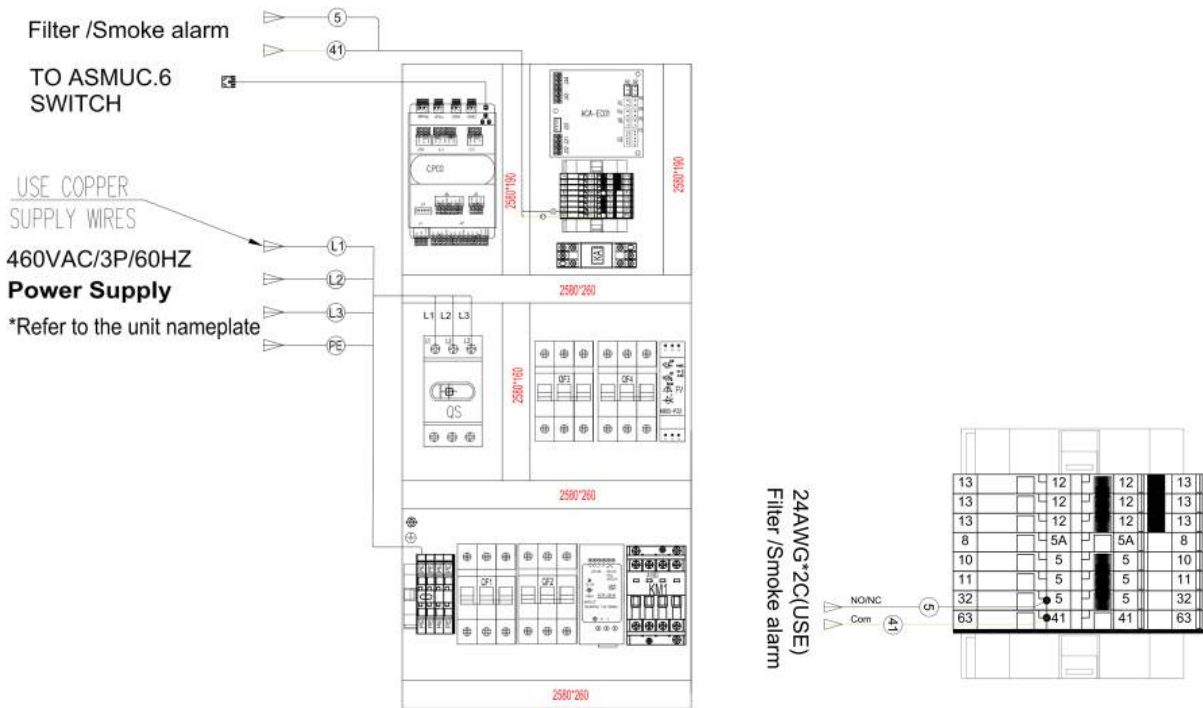 Filter /Smoke alarm
5
41
TO ASMUC.6
SWITCH
USE COPPER
SUPPLY WIRES
460VAC/3P/60HZ
Power Supply
*Refer to the unit nameplate
L1
L2
L3
PE
CPCO
ACA-EC01
KA1
2580*190
2580*190
2580*260
L1 L2 L3
L1 L2 L3
QS
2580*160
QF3
QF4
2580*260
QF1
QF2
KM1
2580*260
24AWG*2C(USE)
Filter /Smoke alarm
NO/NC
5
Com
41
13 12 12 13
13 12 12 13
13 12 12 13
8 5A 5A 8
10 5 5 10
11 5 5 11
32 5 5 32
63 41 41 63